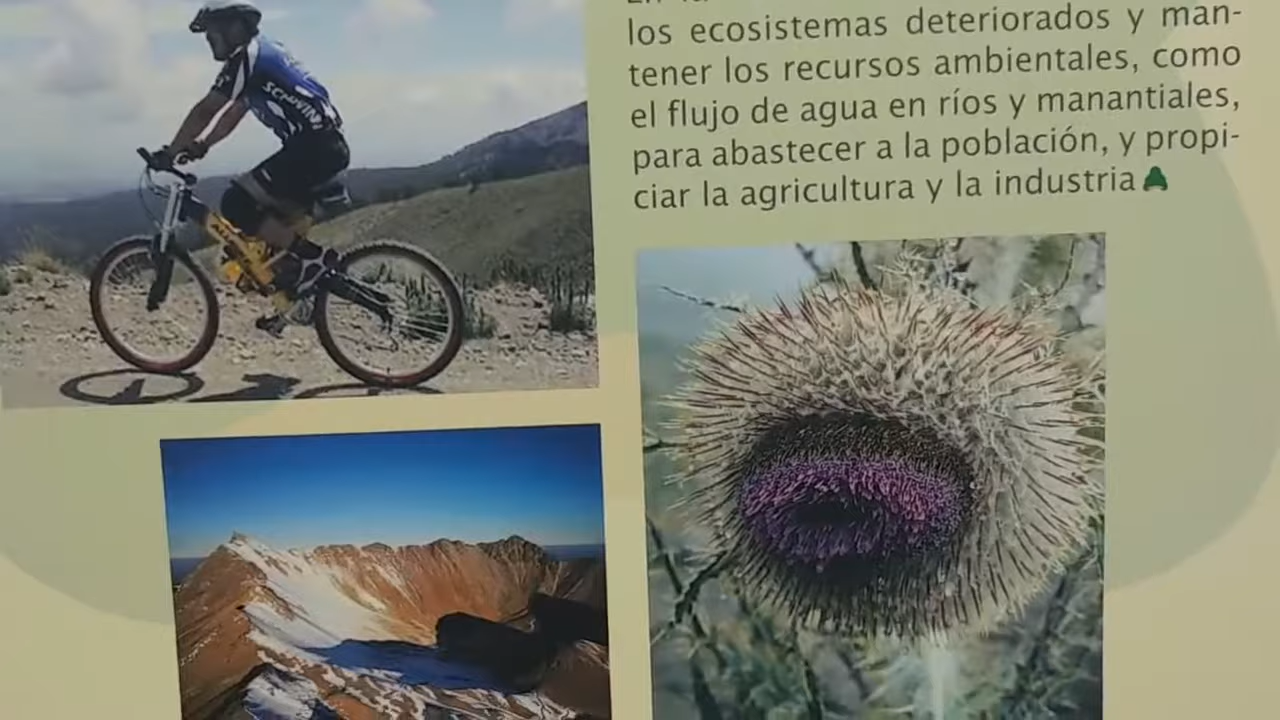 los ecosistemas deteriorados y man-
tener los recursos ambientales, como
el flujo de agua en ríos y manantiales,
para abastecer a la población, y propi-
ciar la agricultura y la industria
SCHWINN